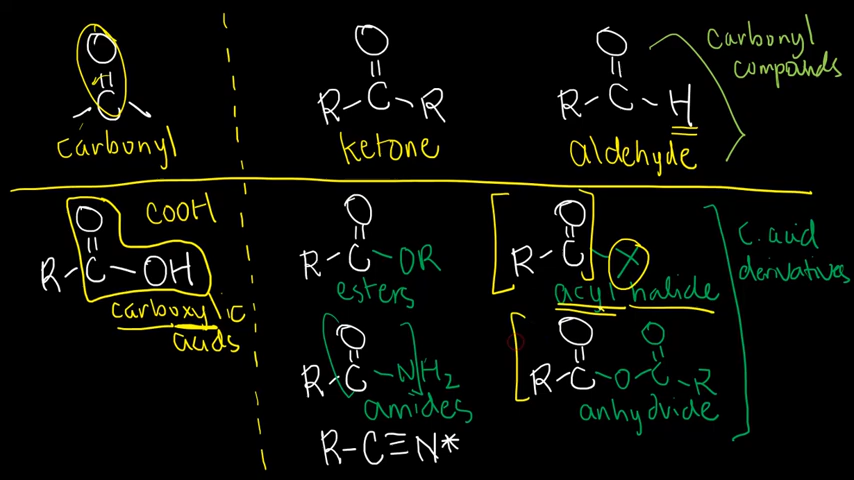 O
O
O
carbonyl
compounds
C
R-C-R
R-C-H
carbonyl
ketone
aldehyde
COOH
O
O
O
c. acid
derivatives
R-C-OH
R-C-OR
R-C-X
esters
acyl halide
carboxylic
acids
O
O
O
R-C-NH2
R-C-O-C-R
amides
anhydride
R-C≡N*